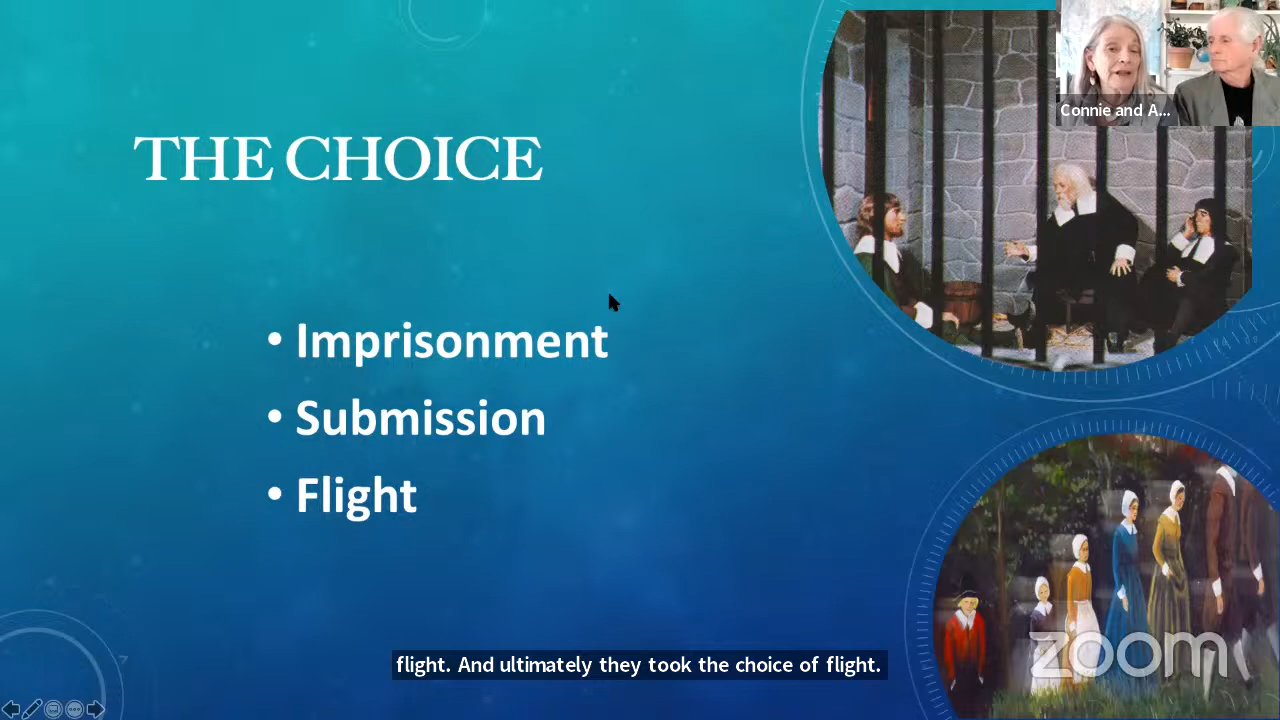 Connie and A...
THE CHOICE
• Imprisonment
• Submission
• Flight
flight. And ultimately they took the choice of flight.
zoom